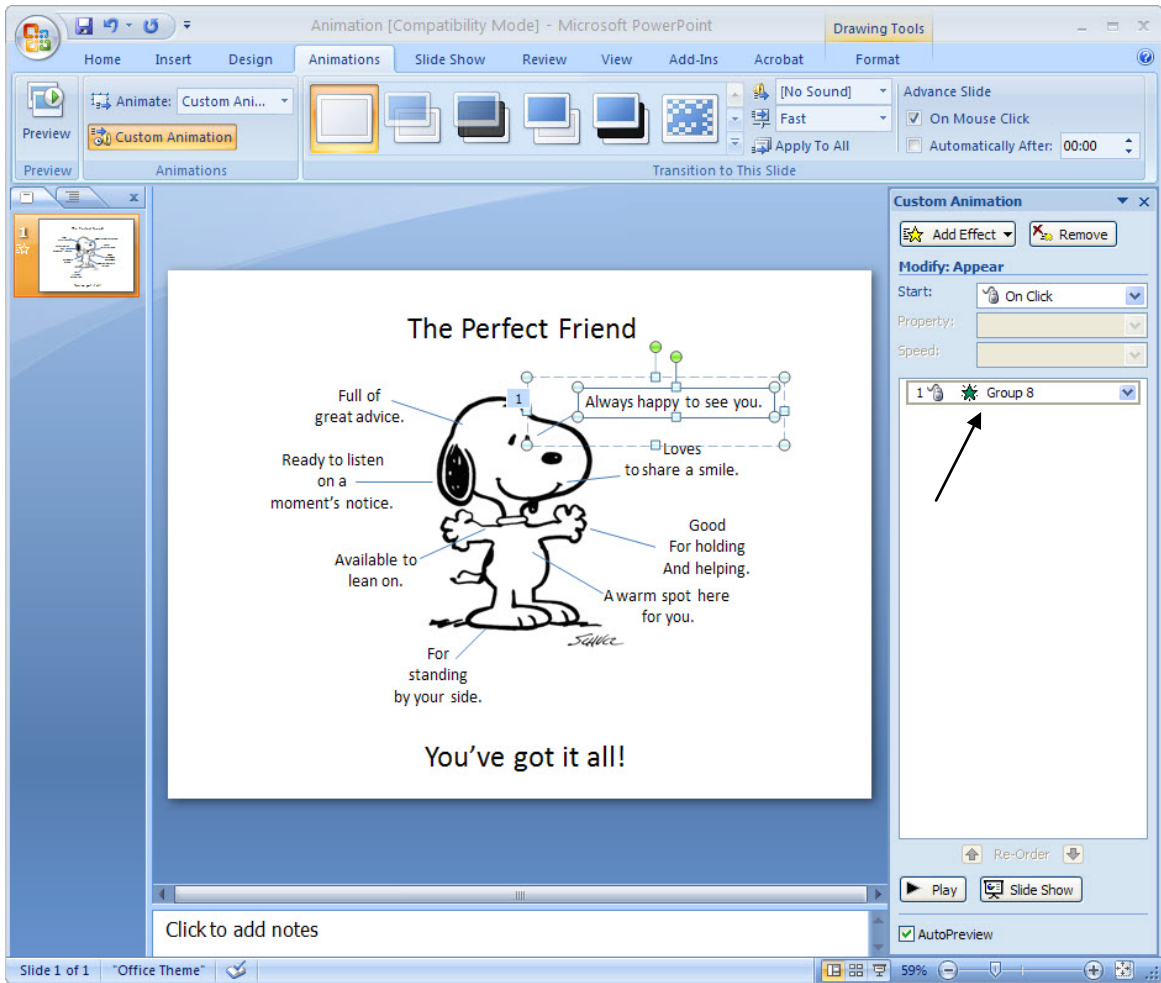 Animation [Compatibility Mode] - Microsoft PowerPoint
Drawing Tools
Home Insert Design Animations Slide Show Review View Add-Ins Acrobat Format
Preview
Animate: Custom Ani...
Custom Animation
[No Sound]
Fast
Apply To All
Advance Slide
On Mouse Click
Automatically After: 00:00
Preview Animations Transition to This Slide
1
Custom Animation
Add Effect Remove
Modify: Appear
Start: On Click
Property:
Speed:
1 Group 8
The Perfect Friend
1
Full of
great advice.
Always happy to see you.
Ready to listen
on a
moment's notice.
Loves
to share a smile.
Available to
lean on.
Good
For holding
And helping.
A warm spot here
for you.
Schulz
For
standing
by your side.
You've got it all!
Re-Order
Play Slide Show
AutoPreview
Click to add notes
Slide 1 of 1 "Office Theme" 59%